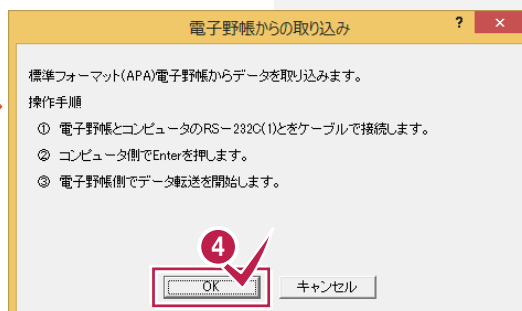 電子野帳からの取り込み
? ×
標準フォーマット(APA)電子野帳からデータを取り込みます。
操作手順
① 電子野帳とコンピュータのRS－232C(1)とをケーブルで接続します。
② コンピュータ側でEnterを押します。
③ 電子野帳側でデータ転送を開始します。
4
OK キャンセル